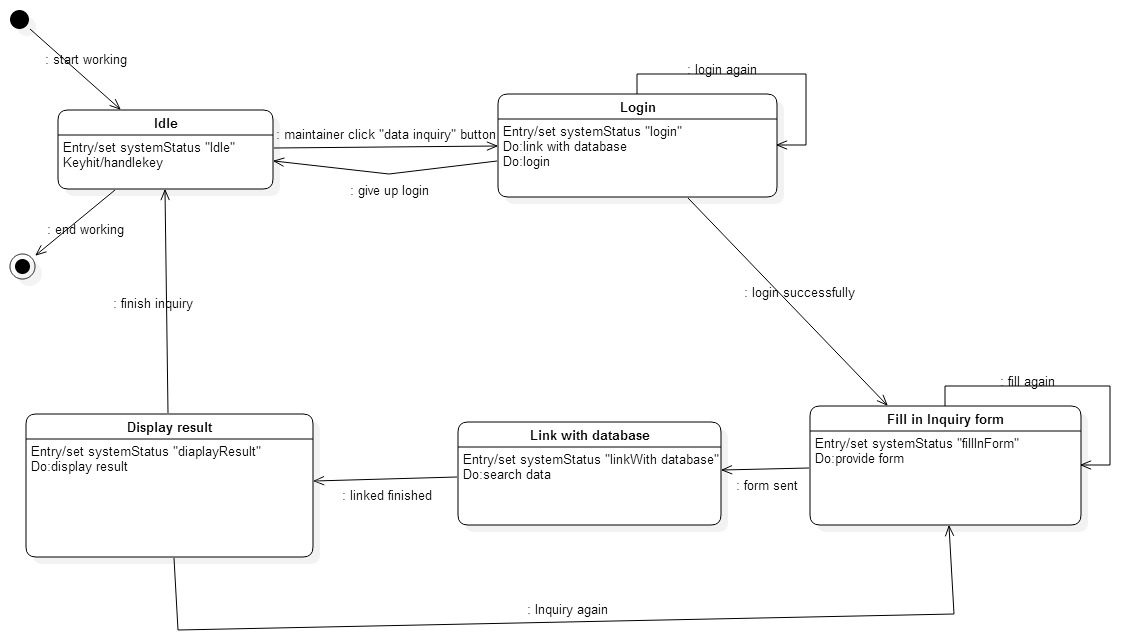 : start working
: login again
Idle
Entry/set systemStatus "Idle"
Keyhit/handlekey
: maintainer click "data inquiry" button
Login
Entry/set systemStatus "login"
Do:link with database
Do:login
: give up login
: end working
: login successfully
: finish inquiry
: fill again
Display result
Entry/set systemStatus "diaplayResult"
Do:display result
Link with database
Entry/set systemStatus "linkWith database"
Do:search data
Fill in Inquiry form
Entry/set systemStatus "fillInForm"
Do:provide form
: form sent
: linked finished
: Inquiry again